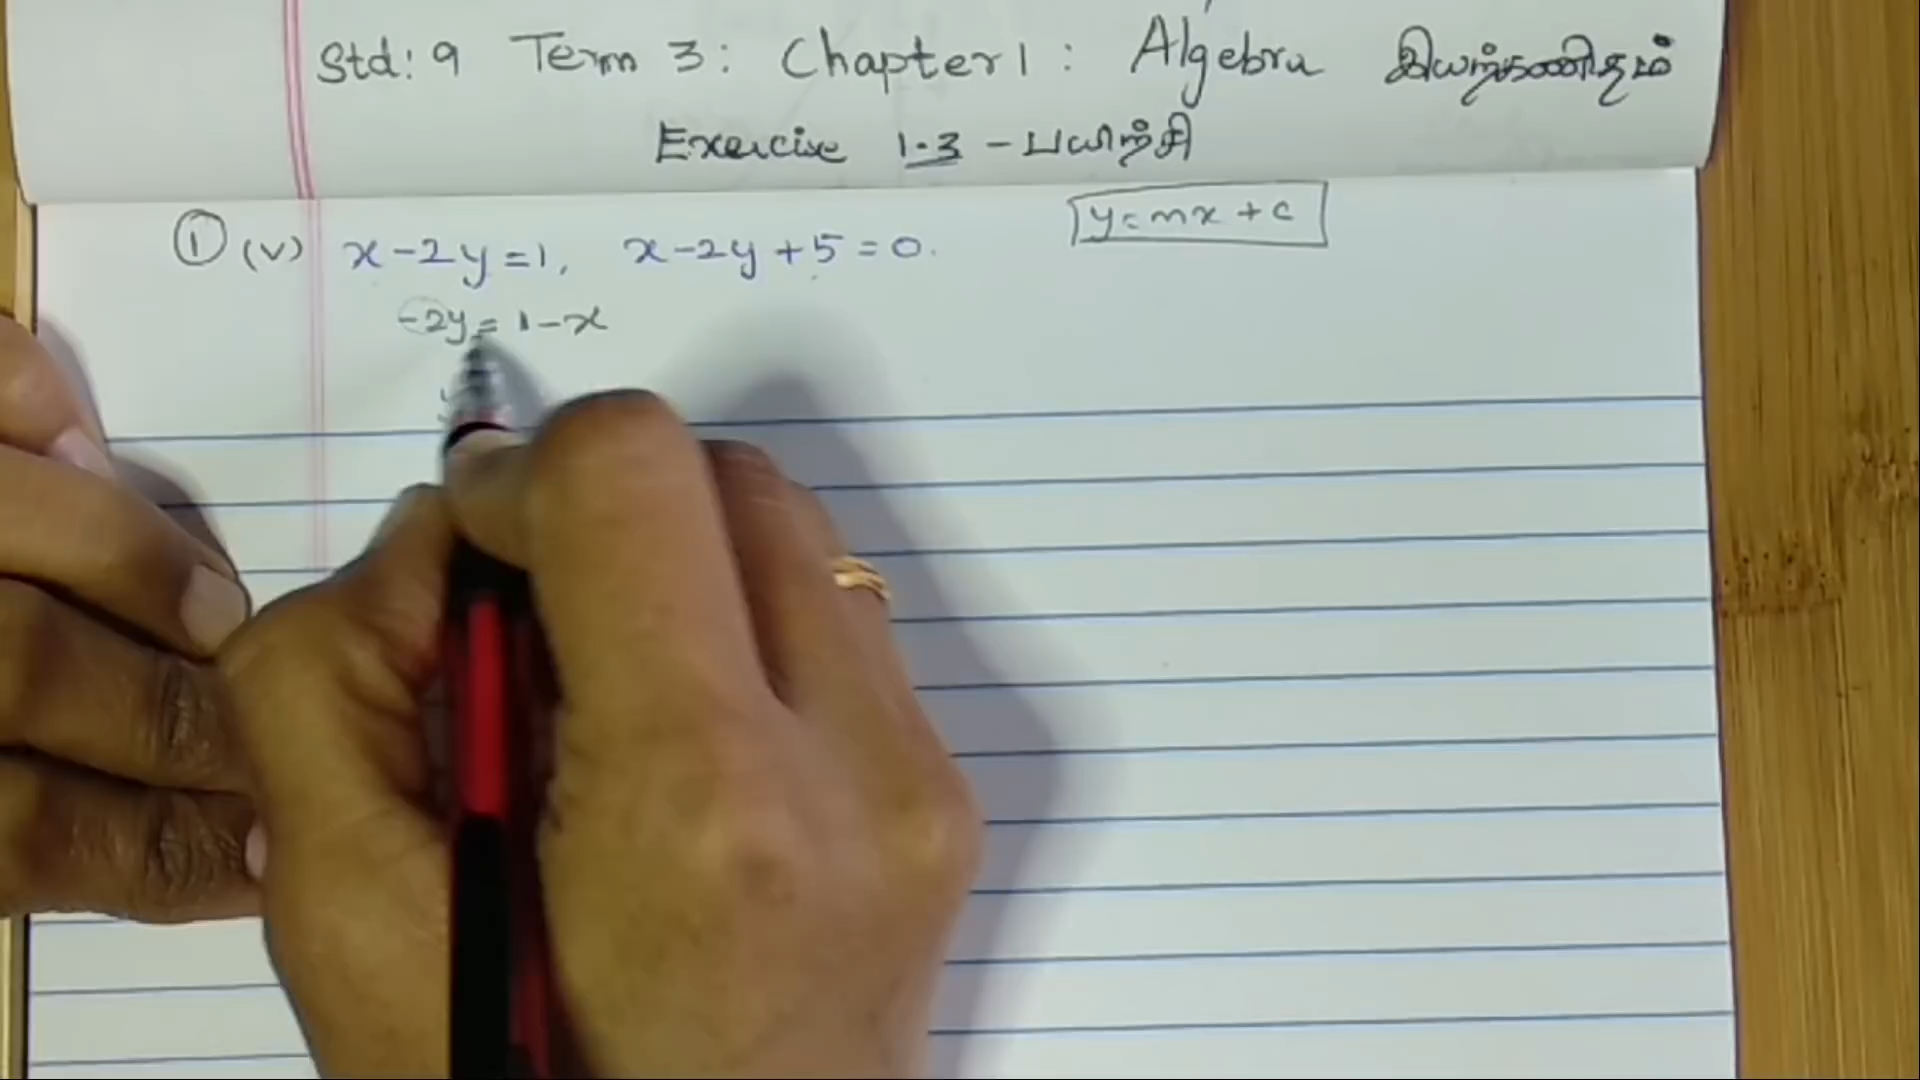 Std: 9 Term 3: Chapter 1: Algebra இயற்கணிதம்
Exercise 1.3 - பயிற்சி
y=mx+c
① (v) x-2y=1, x-2y+5=0.
-2y=1-x